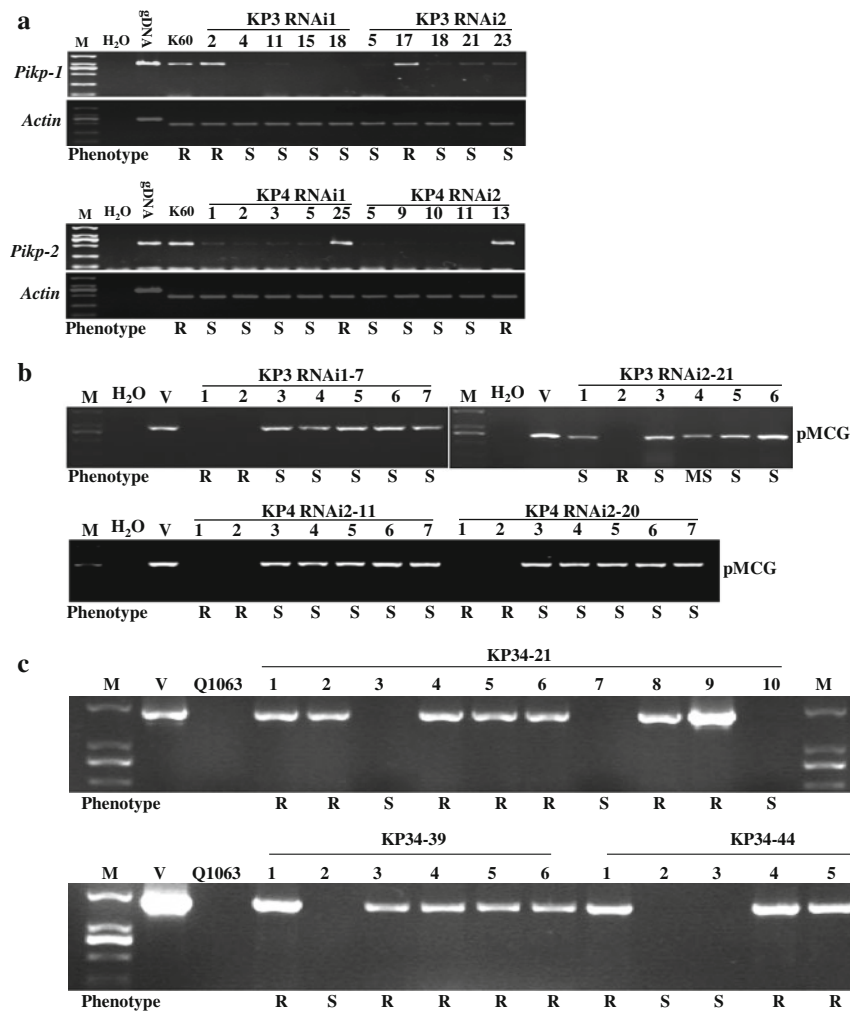 a
KP3 RNAi1 KP3 RNAi2
M H₂O gDNA K60 2 4 11 15 18 5 17 18 21 23
Pikp-1
Actin
Phenotype R R S S S S S R S S S
KP4 RNAi1 KP4 RNAi2
M H₂O gDNA K60 1 2 3 5 25 5 9 10 11 13
Pikp-2
Actin
Phenotype R S S S S R S S S S R
b
KP3 RNAi1-7 KP3 RNAi2-21
M H₂O V 1 2 3 4 5 6 7 M H₂O V 1 2 3 4 5 6
pMCG
Phenotype R R S S S S S S R S MS S S
KP4 RNAi2-11 KP4 RNAi2-20
M H₂O V 1 2 3 4 5 6 7 1 2 3 4 5 6 7
pMCG
Phenotype R R S S S S S R R S S S S S
c
KP34-21
M V Q1063 1 2 3 4 5 6 7 8 9 10 M
Phenotype R R S R R R S R R S
KP34-39 KP34-44
M V Q1063 1 2 3 4 5 6 1 2 3 4 5
Phenotype R S R R R R R S S R R